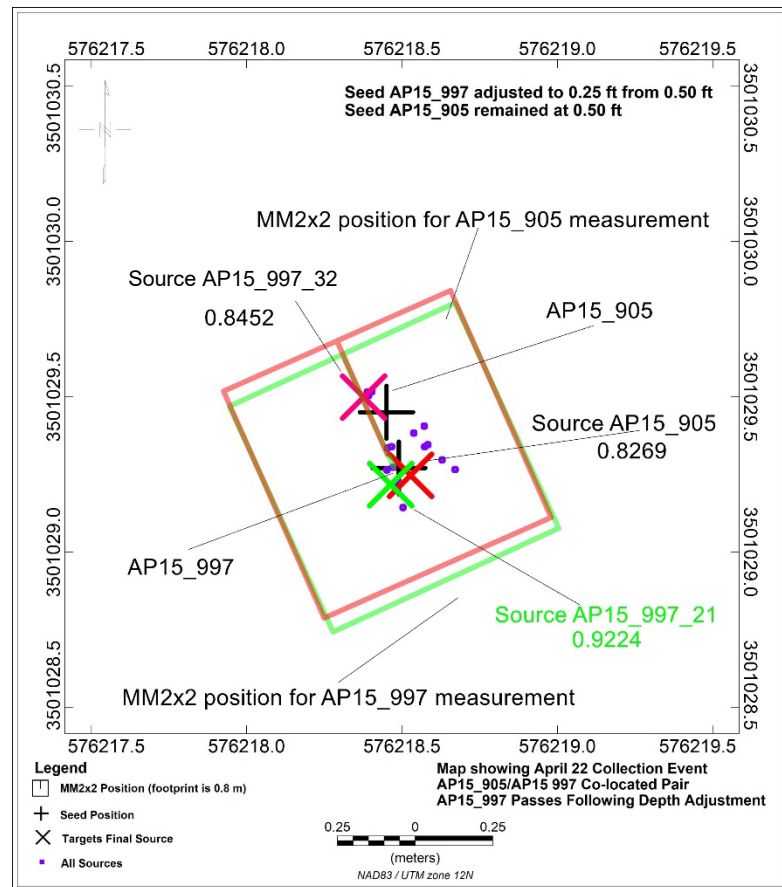 576217.5 576218.0 576218.5 576219.0 576219.5
3501030.5
3501030.5
Seed AP15_997 adjusted to 0.25 ft from 0.50 ft
Seed AP15_905 remained at 0.50 ft
3501030.0
3501030.0
MM2x2 position for AP15_905 measurement
Source AP15_997_32
0.8452
AP15_905
3501029.5
3501029.5
Source AP15_905
0.8269
AP15_997
3501029.0
3501029.0
Source AP15_997_21
0.9224
MM2x2 position for AP15_997 measurement
3501028.5
3501028.5
576217.5 576218.0 576218.5 576219.0 576219.5
Legend
MM2x2 Position (footprint is 0.8 m)
Seed Position
Targets Final Source
All Sources
Map showing April 22 Collection Event
AP15_905/AP15 997 Co-located Pair
AP15_997 Passes Following Depth Adjustment
0.25 0 0.25
(meters)
NAD83 / UTM zone 12N